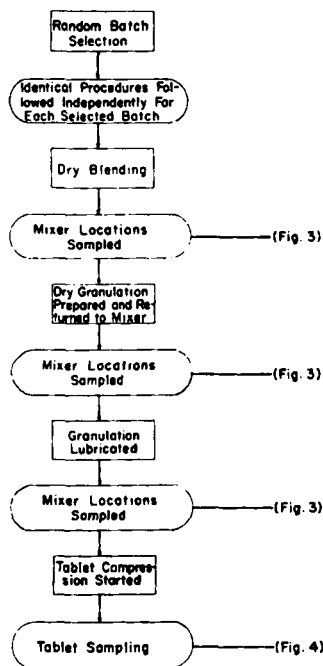 Random Batch
Selection
Identical Procedures Fol-
lowed Independently For
Each Selected Batch
Dry Blending
Mixer Locations
Sampled
(Fig. 3)
Dry Granulation
Prepared and Re-
turned to Mixer
Mixer Locations
Sampled
(Fig. 3)
Granulation
Lubricated
Mixer Locations
Sampled
(Fig. 3)
Tablet Compres-
sion Started
Tablet Sampling
(Fig. 4)